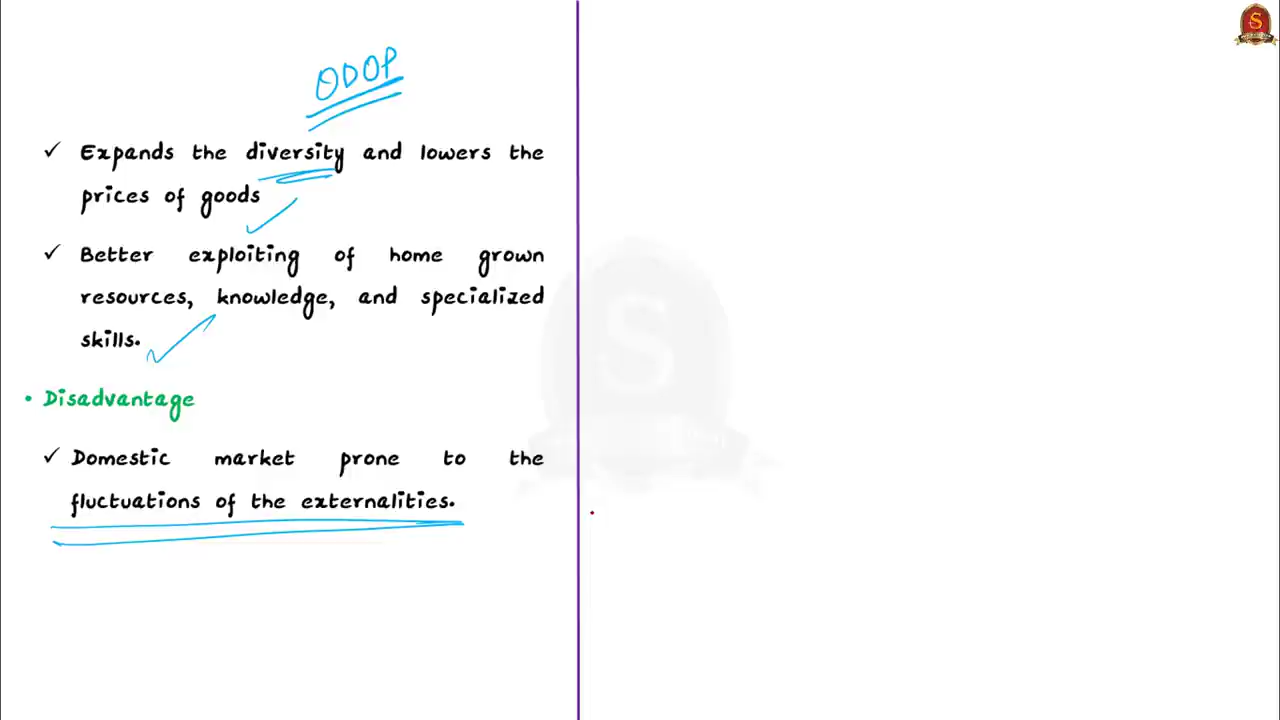 ODOP
✓ Expands the diversity and lowers the
prices of goods
✓ Better exploiting of home grown
resources, knowledge, and specialized
skills.
• Disadvantage
✓ Domestic market prone to the
fluctuations of the externalities.
S
S